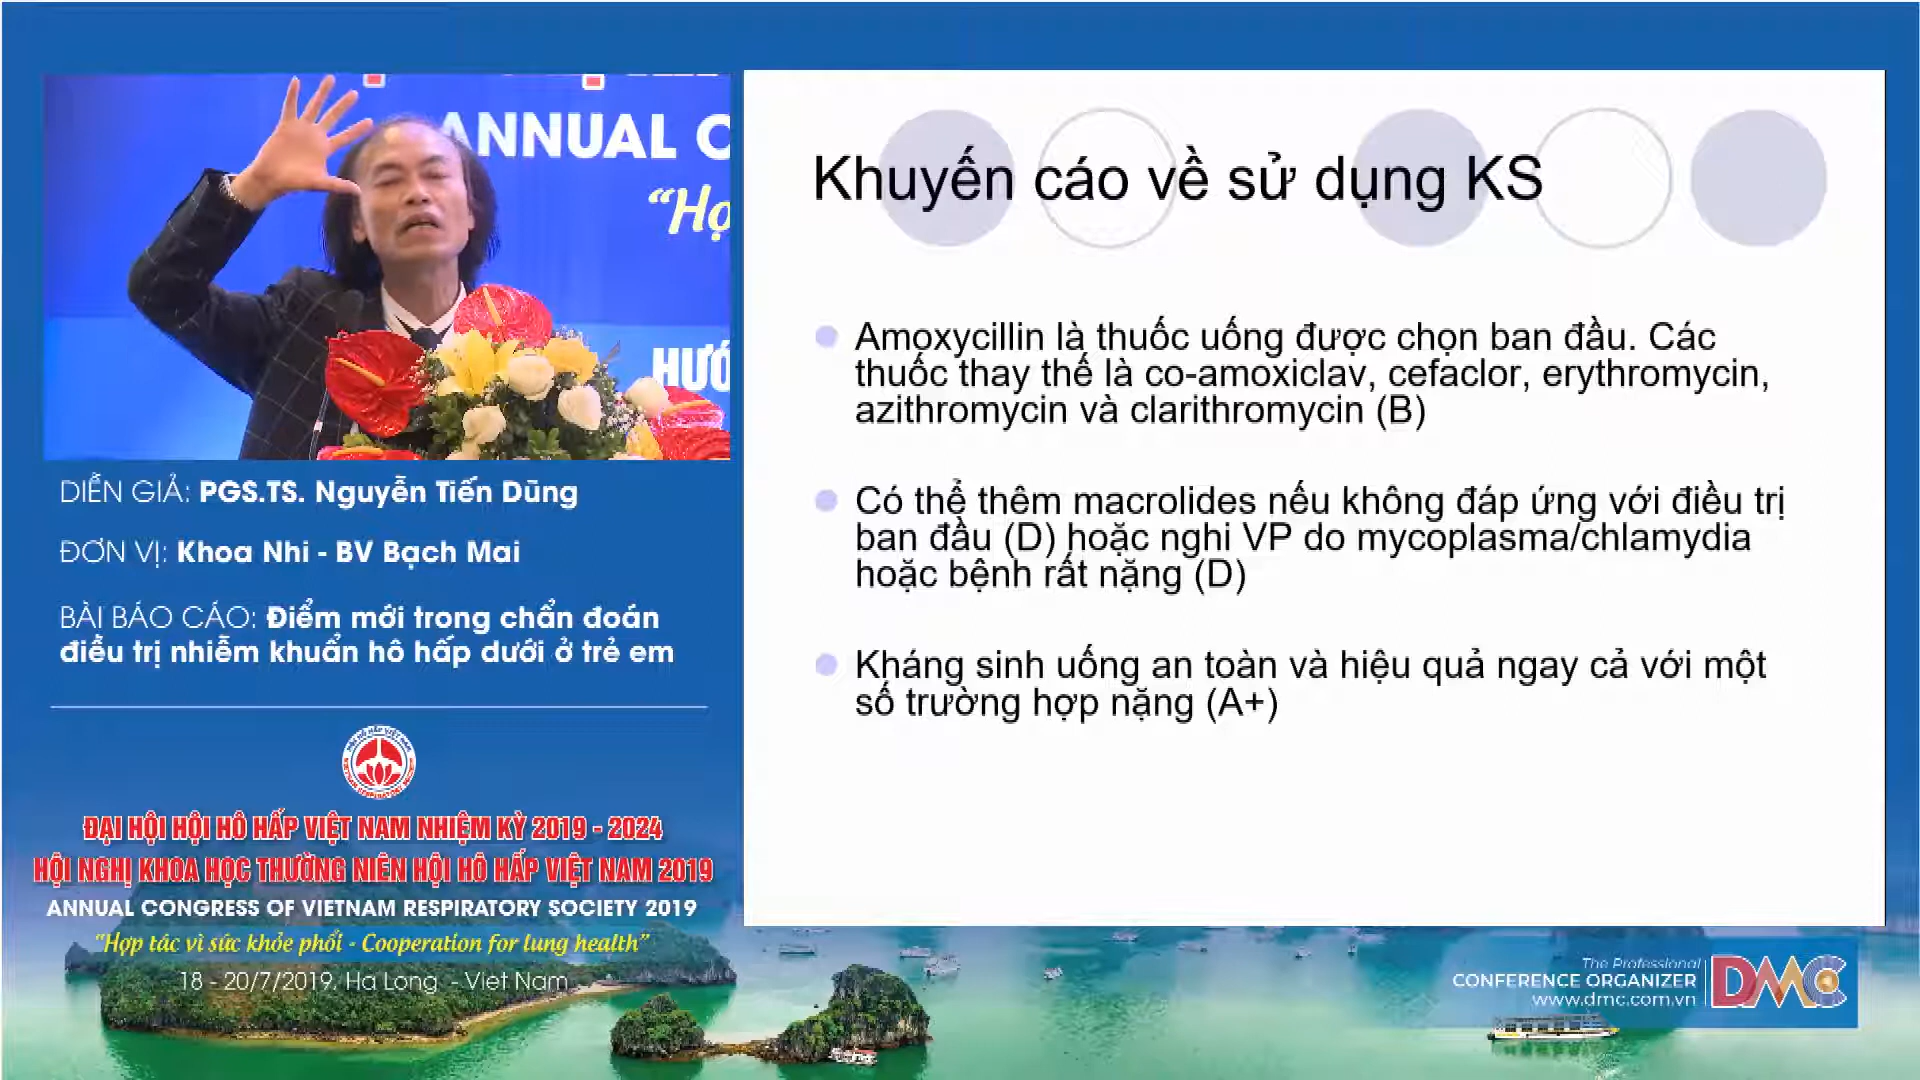 ANNUAL C
“Họ
HƯỚ
DIỄN GIẢ: PGS.TS. Nguyễn Tiến Dũng
ĐƠN VỊ: Khoa Nhi - BV Bạch Mai
BÀI BÁO CÁO: Điểm mới trong chẩn đoán
điều trị nhiễm khuẩn hô hấp dưới ở trẻ em
ĐẠI HỘI HỘI HÔ HẤP VIỆT NAM NHIỆM KỲ 2019 - 2024
HỘI NGHỊ KHOA HỌC THƯỜNG NIÊN HỘI HÔ HẤP VIỆT NAM 2019
ANNUAL CONGRESS OF VIETNAM RESPIRATORY SOCIETY 2019
“Hợp tác vì sức khỏe phổi - Cooperation for lung health”
18 - 20/7/2019. Ha Long - Viet Nam
Khuyến cáo về sử dụng KS
Amoxycillin là thuốc uống được chọn ban đầu. Các
thuốc thay thế là co-amoxiclav, cefaclor, erythromycin,
azithromycin và clarithromycin (B)
Có thể thêm macrolides nếu không đáp ứng với điều trị
ban đầu (D) hoặc nghi VP do mycoplasma/chlamydia
hoặc bệnh rất nặng (D)
Kháng sinh uống an toàn và hiệu quả ngay cả với một
số trường hợp nặng (A+)
The Professional
CONFERENCE ORGANIZER
www.dmc.com.vn
DMC